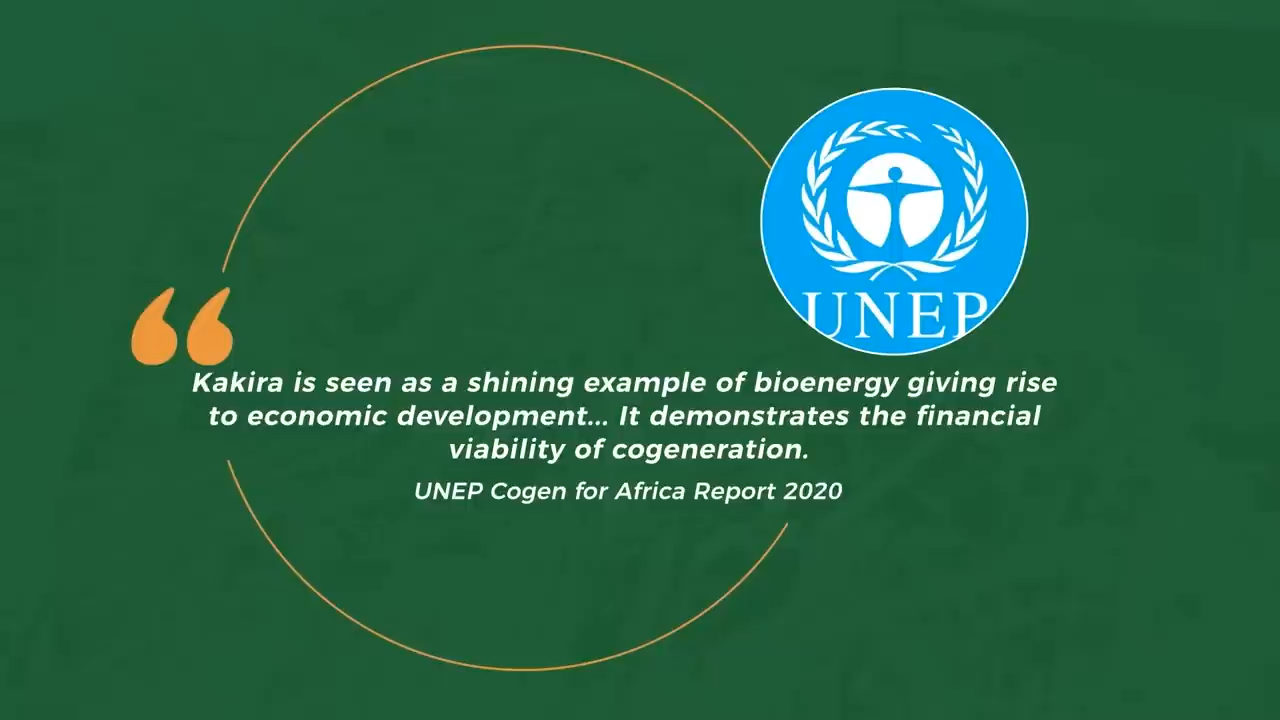 UNEP
Kakira is seen as a shining example of bioenergy giving rise
to economic development... It demonstrates the financial
viability of cogeneration.
UNEP Cogen for Africa Report 2020